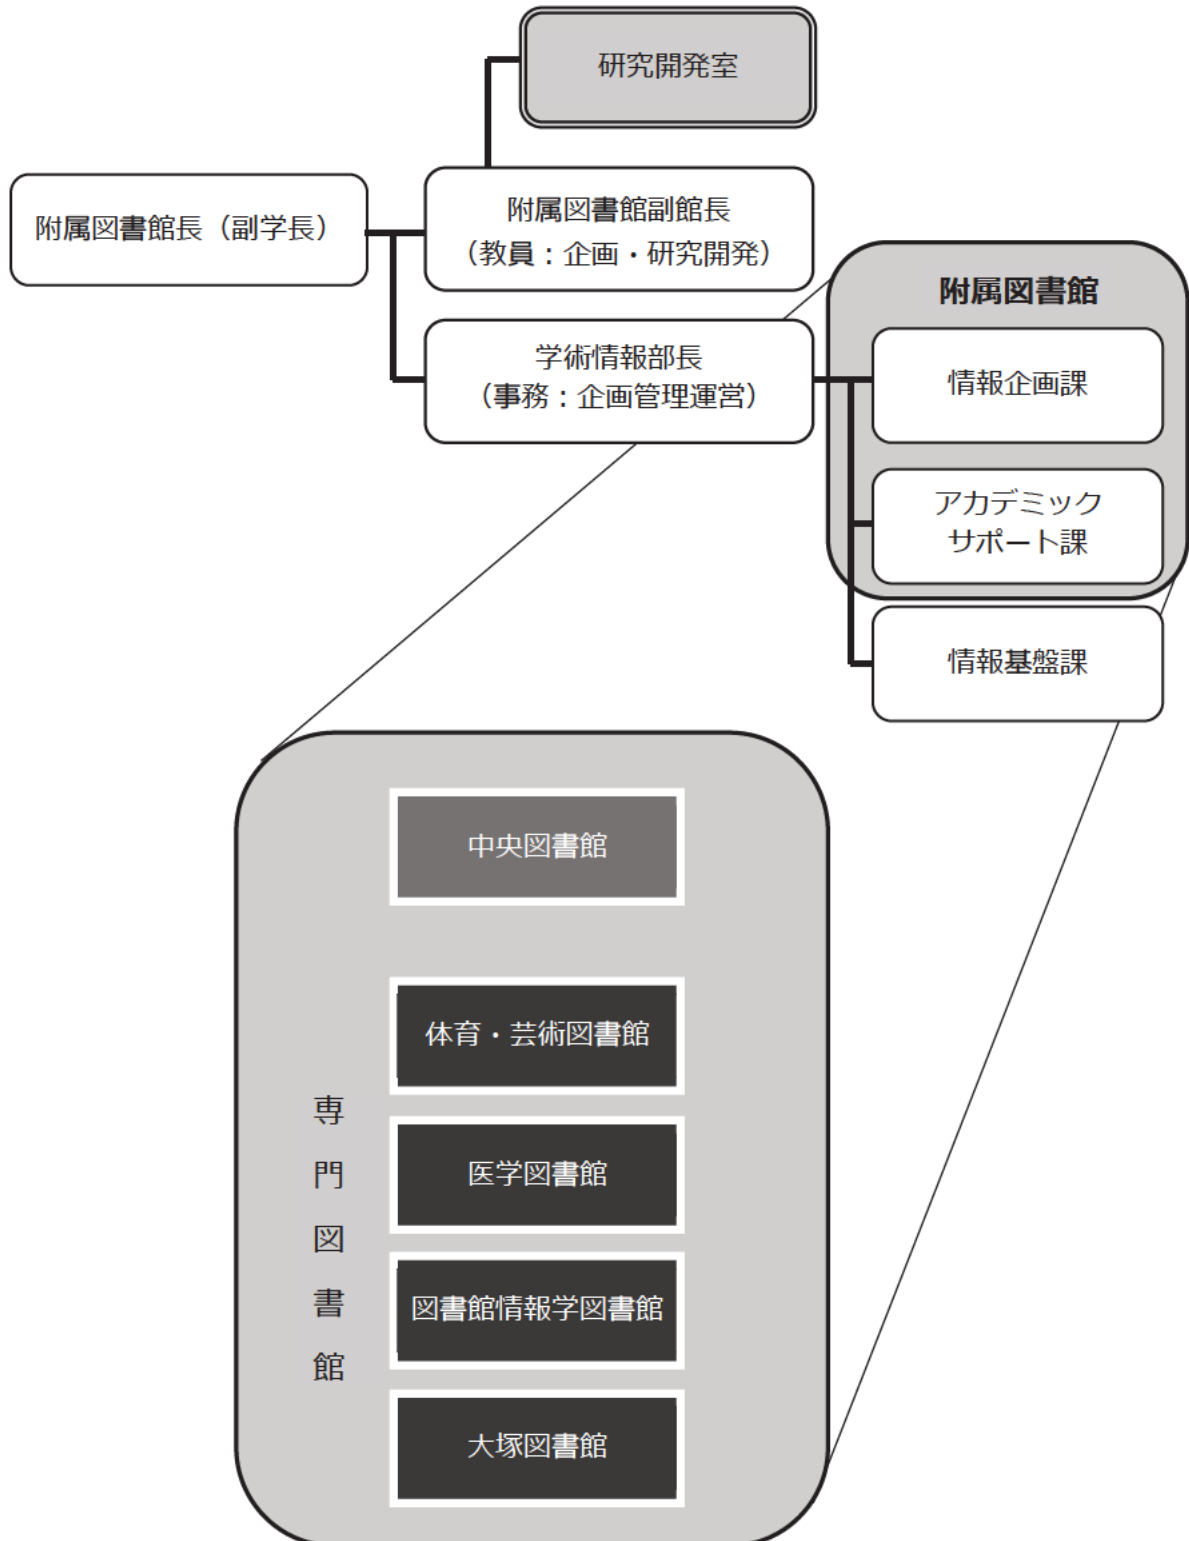 研究開発室
附属図書館長（副学長）
附属図書館副館長
（教員：企画・研究開発）
学術情報部長
（事務：企画管理運営）
附属図書館
情報企画課
アカデミック
サポート課
情報基盤課
中央図書館
専門図書館
体育・芸術図書館
医学図書館
図書館情報学図書館
大塚図書館